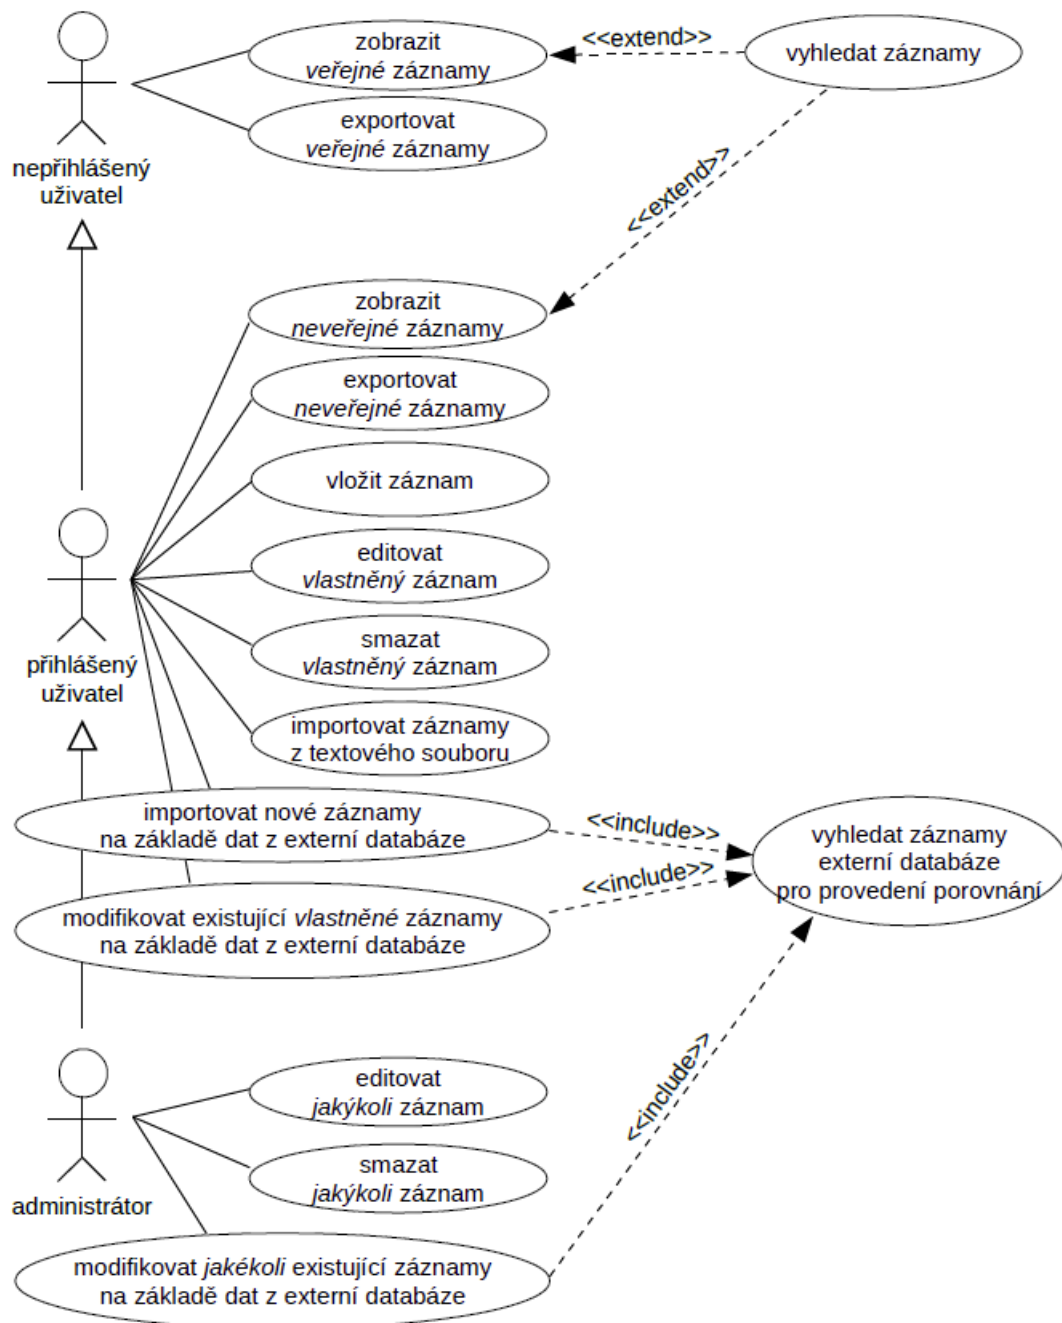 zobrazit
veřejné záznamy
<<extend>>
vyhledat záznamy
exportovat
veřejné záznamy
nepřihlášený
uživatel
<<extend>>
zobrazit
neveřejné záznamy
exportovat
neveřejné záznamy
vložit záznam
editovat
vlastněný záznam
smazat
vlastněný záznam
přihlášený
uživatel
importovat záznamy
z textového souboru
importovat nové záznamy
na základě dat z externí databáze
<<include>>
vyhledat záznamy
externí databáze
pro provedení porovnání
<<include>>
modifikovat existující vlastněné záznamy
na základě dat z externí databáze
<<include>>
editovat
jakýkoli záznam
smazat
jakýkoli záznam
administrátor
modifikovat jakékoli existující záznamy
na základě dat z externí databáze